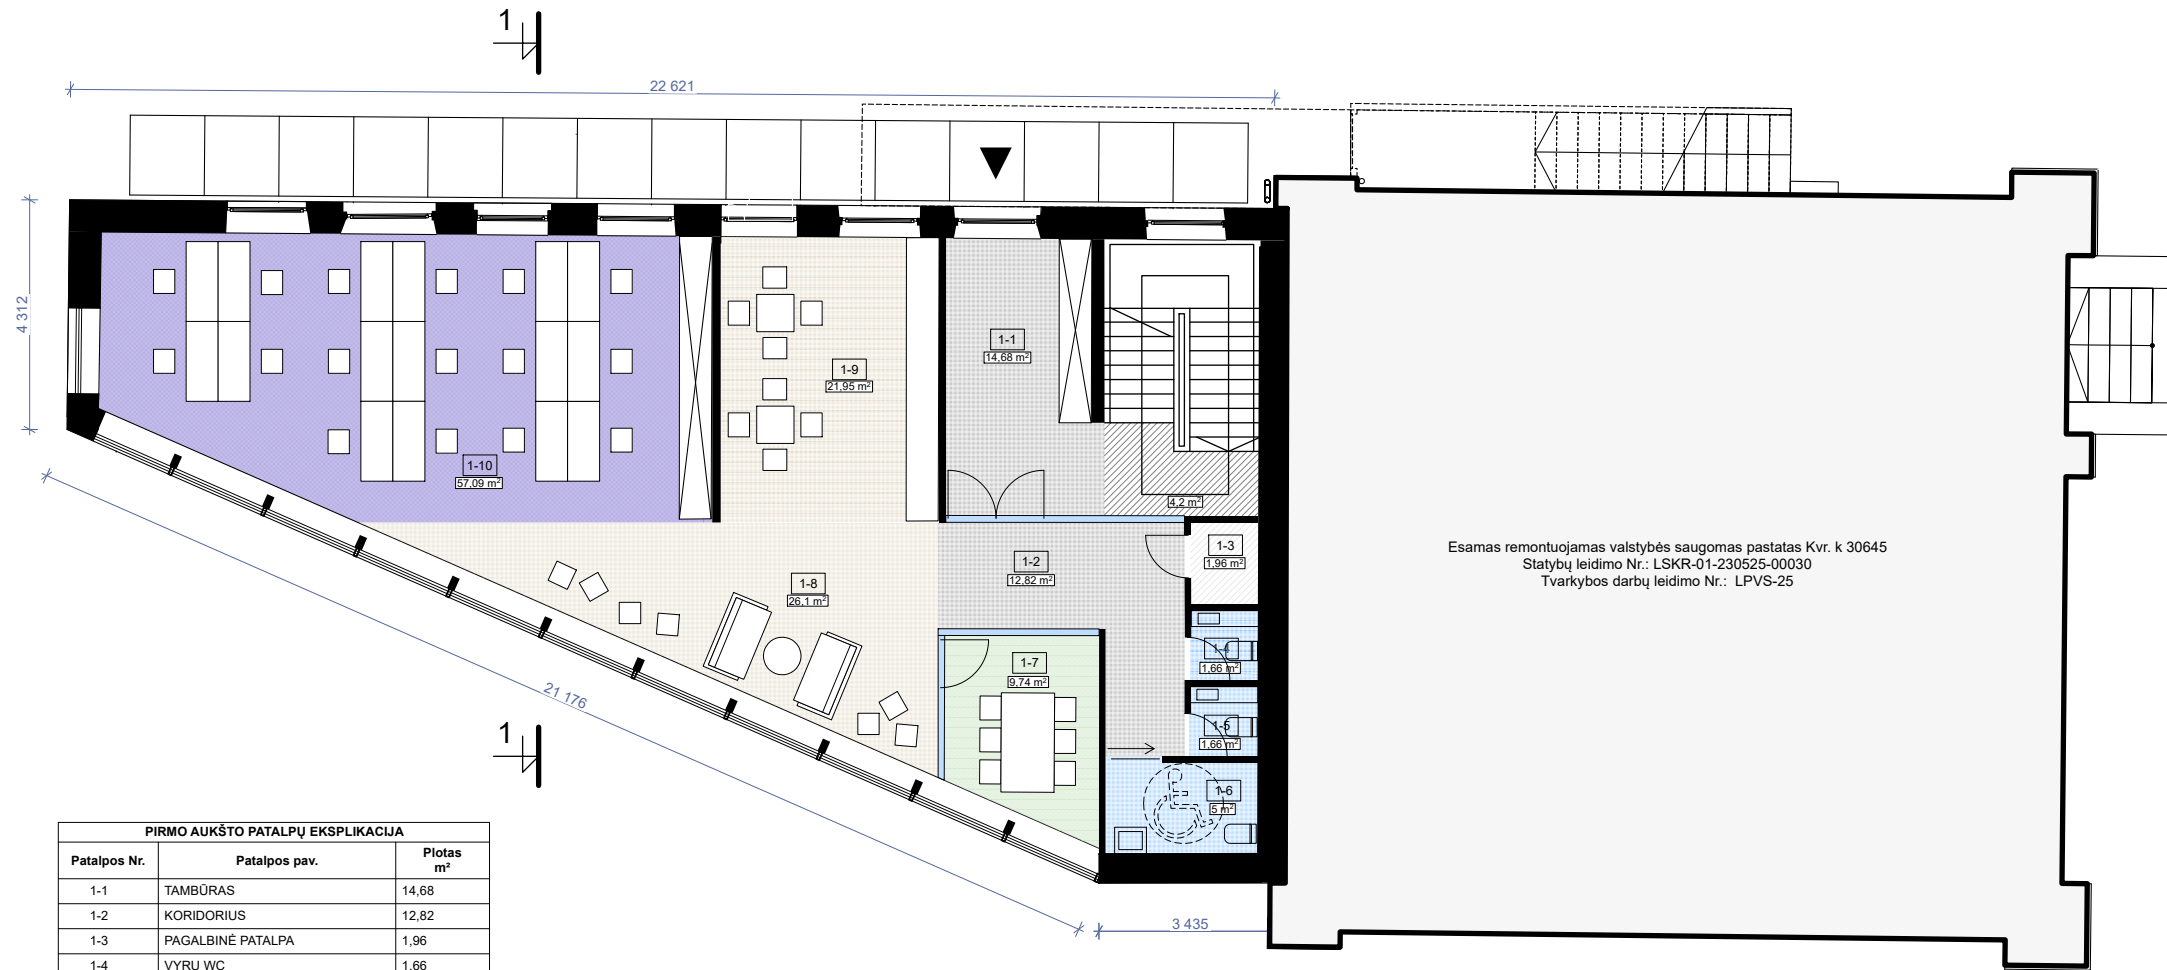 1
22 621
4 312
1-1
14,68 m²
1-9
21,95 m²
1-10
57,09 m²
4,2 m²
1-3
1,96 m²
1-2
12,82 m²
1-8
26,1 m²
1-4
1,66 m²
1-7
9,74 m²
1-5
1,66 m²
1-6
5 m²
21 176
1
3 435
Esamas remontuojamas valstybės saugomas pastatas Kvr. k 30645
Statybų leidimo Nr.: LSKR-01-230525-00030
Tvarkybos darbų leidimo Nr.: LPVS-25
PIRMO AUKŠTO PATALPŲ EKSPLIKACIJA
Patalpos Nr. Patalpos pav. Plotas
m²
1-1 TAMBŪRAS 14,68
1-2 KORIDORIUS 12,82
1-3 PAGALBINĖ PATALPA 1,96
1-4 VYRŲ WC 1,66